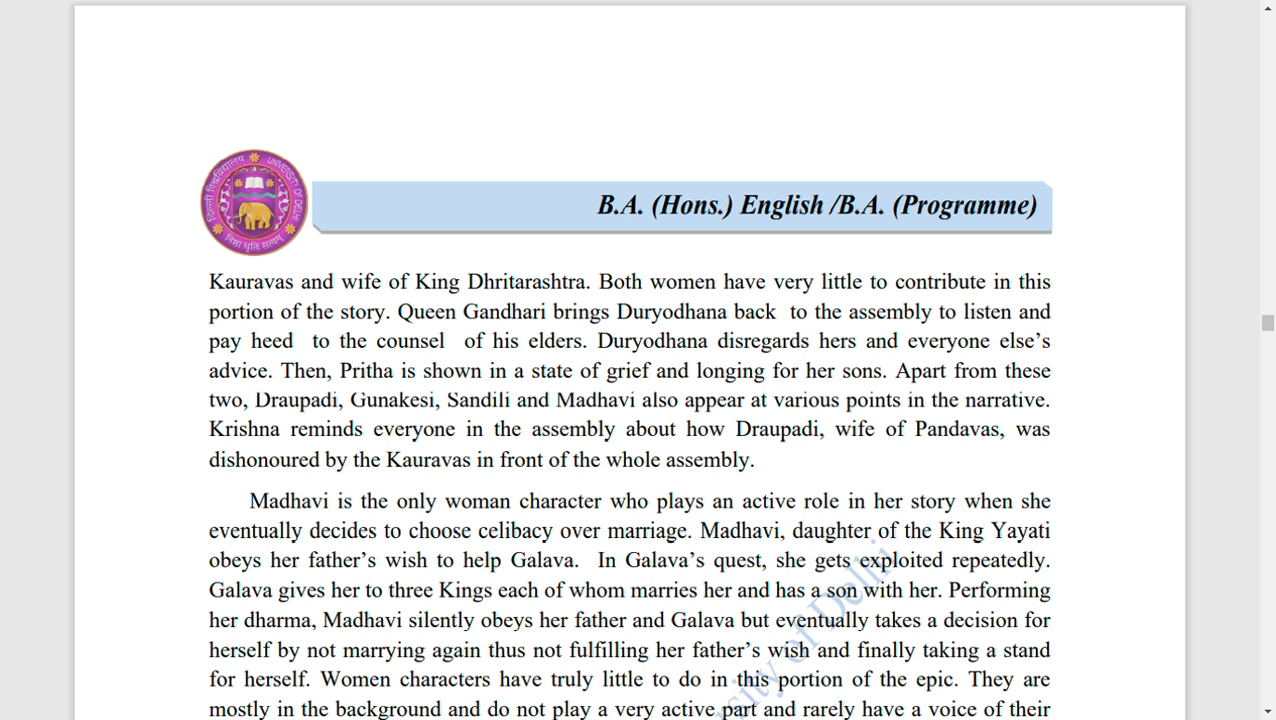 दिल्ली विश्वविद्यालय
UNIVERSITY OF DELHI
निष्ठा धृतिः सत्यम्
B.A. (Hons.) English /B.A. (Programme)
Kauravas and wife of King Dhritarashtra. Both women have very little to contribute in this
portion of the story. Queen Gandhari brings Duryodhana back to the assembly to listen and
pay heed to the counsel of his elders. Duryodhana disregards hers and everyone else’s
advice. Then, Pritha is shown in a state of grief and longing for her sons. Apart from these
two, Draupadi, Gunakesi, Sandili and Madhavi also appear at various points in the narrative.
Krishna reminds everyone in the assembly about how Draupadi, wife of Pandavas, was
dishonoured by the Kauravas in front of the whole assembly.
Madhavi is the only woman character who plays an active role in her story when she
eventually decides to choose celibacy over marriage. Madhavi, daughter of the King Yayati
obeys her father’s wish to help Galava. In Galava’s quest, she gets exploited repeatedly.
Galava gives her to three Kings each of whom marries her and has a son with her. Performing
her dharma, Madhavi silently obeys her father and Galava but eventually takes a decision for
herself by not marrying again thus not fulfilling her father’s wish and finally taking a stand
for herself. Women characters have truly little to do in this portion of the epic. They are
mostly in the background and do not play a very active part and rarely have a voice of their
rsity of Delhi